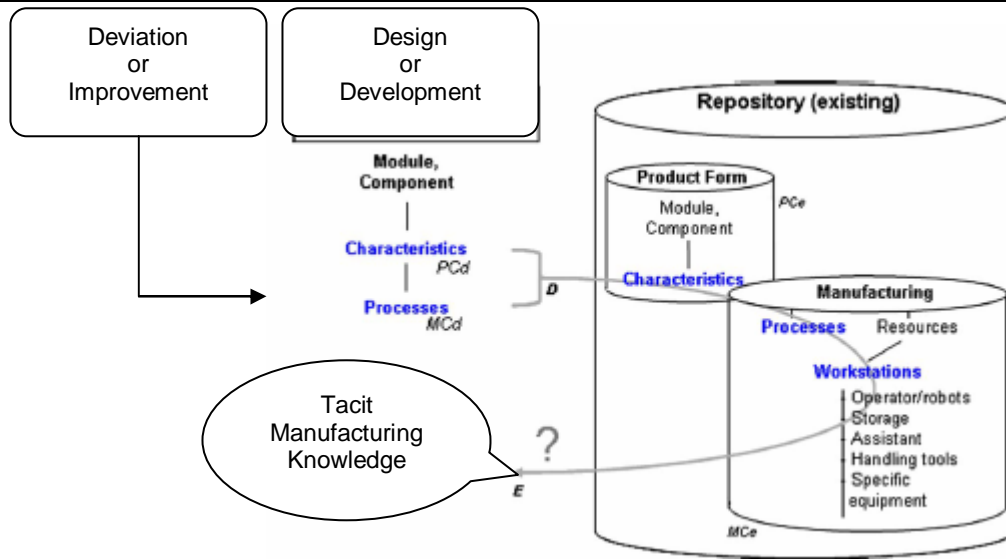 Deviation
or
Improvement
Design
or
Development
Module,
Component
Characteristics
PCd
Processes
MCd
D
Repository (existing)
Product Form
PCe
Module,
Component
Characteristics
Manufacturing
Processes
Resources
Workstations
Operator/robots
Storage
Assistant
Handling tools
Specific
equipment
MCe
Tacit
Manufacturing
Knowledge
?
E